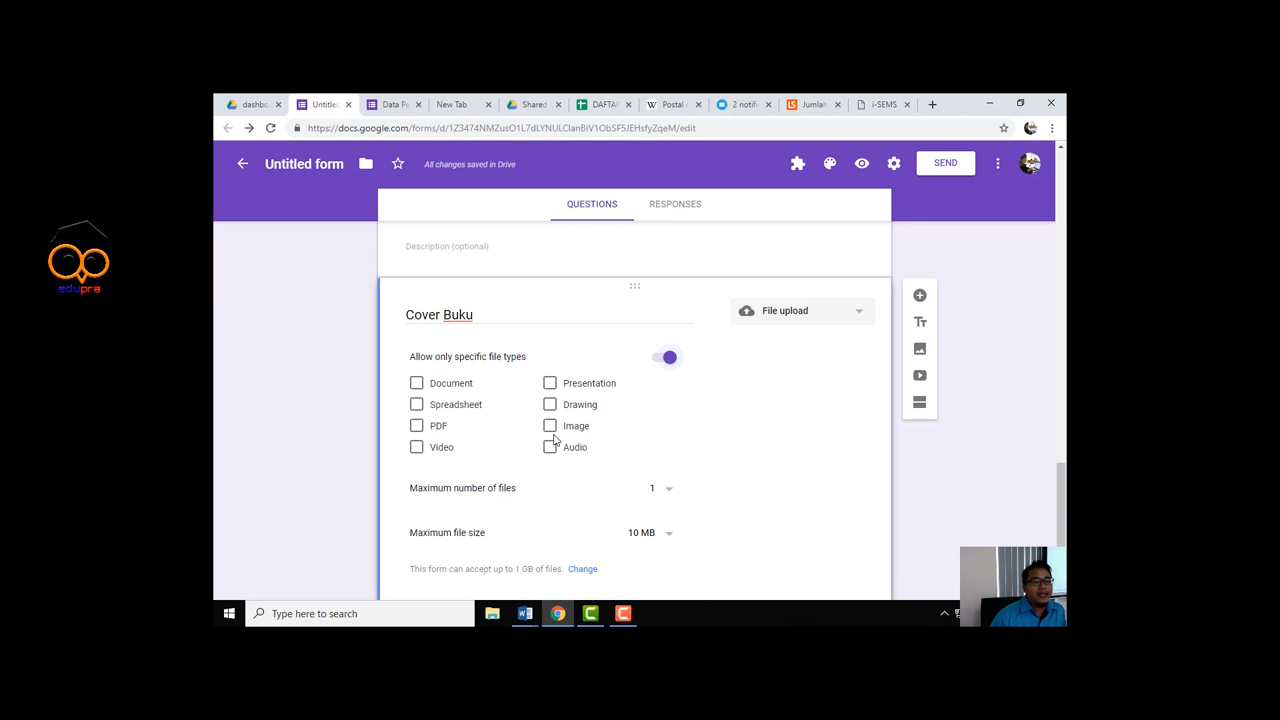 dashbo
Untitle
Data Pe
New Tab
Shared
DAFTAR
Postal c
2 notifi
Jumlah
i-SEMS
https://docs.google.com/forms/d/1Z3474NMZusO1L7dLYNULClanBiV1ObSF5JEHsfyZqeM/edit
Untitled form
All changes saved in Drive
SEND
QUESTIONS
RESPONSES
Description (optional)
Cover Buku
File upload
Allow only specific file types
Document
Presentation
Spreadsheet
Drawing
PDF
Image
Video
Audio
Maximum number of files
1
Maximum file size
10 MB
This form can accept up to 1 GB of files. Change
Type here to search
edupra